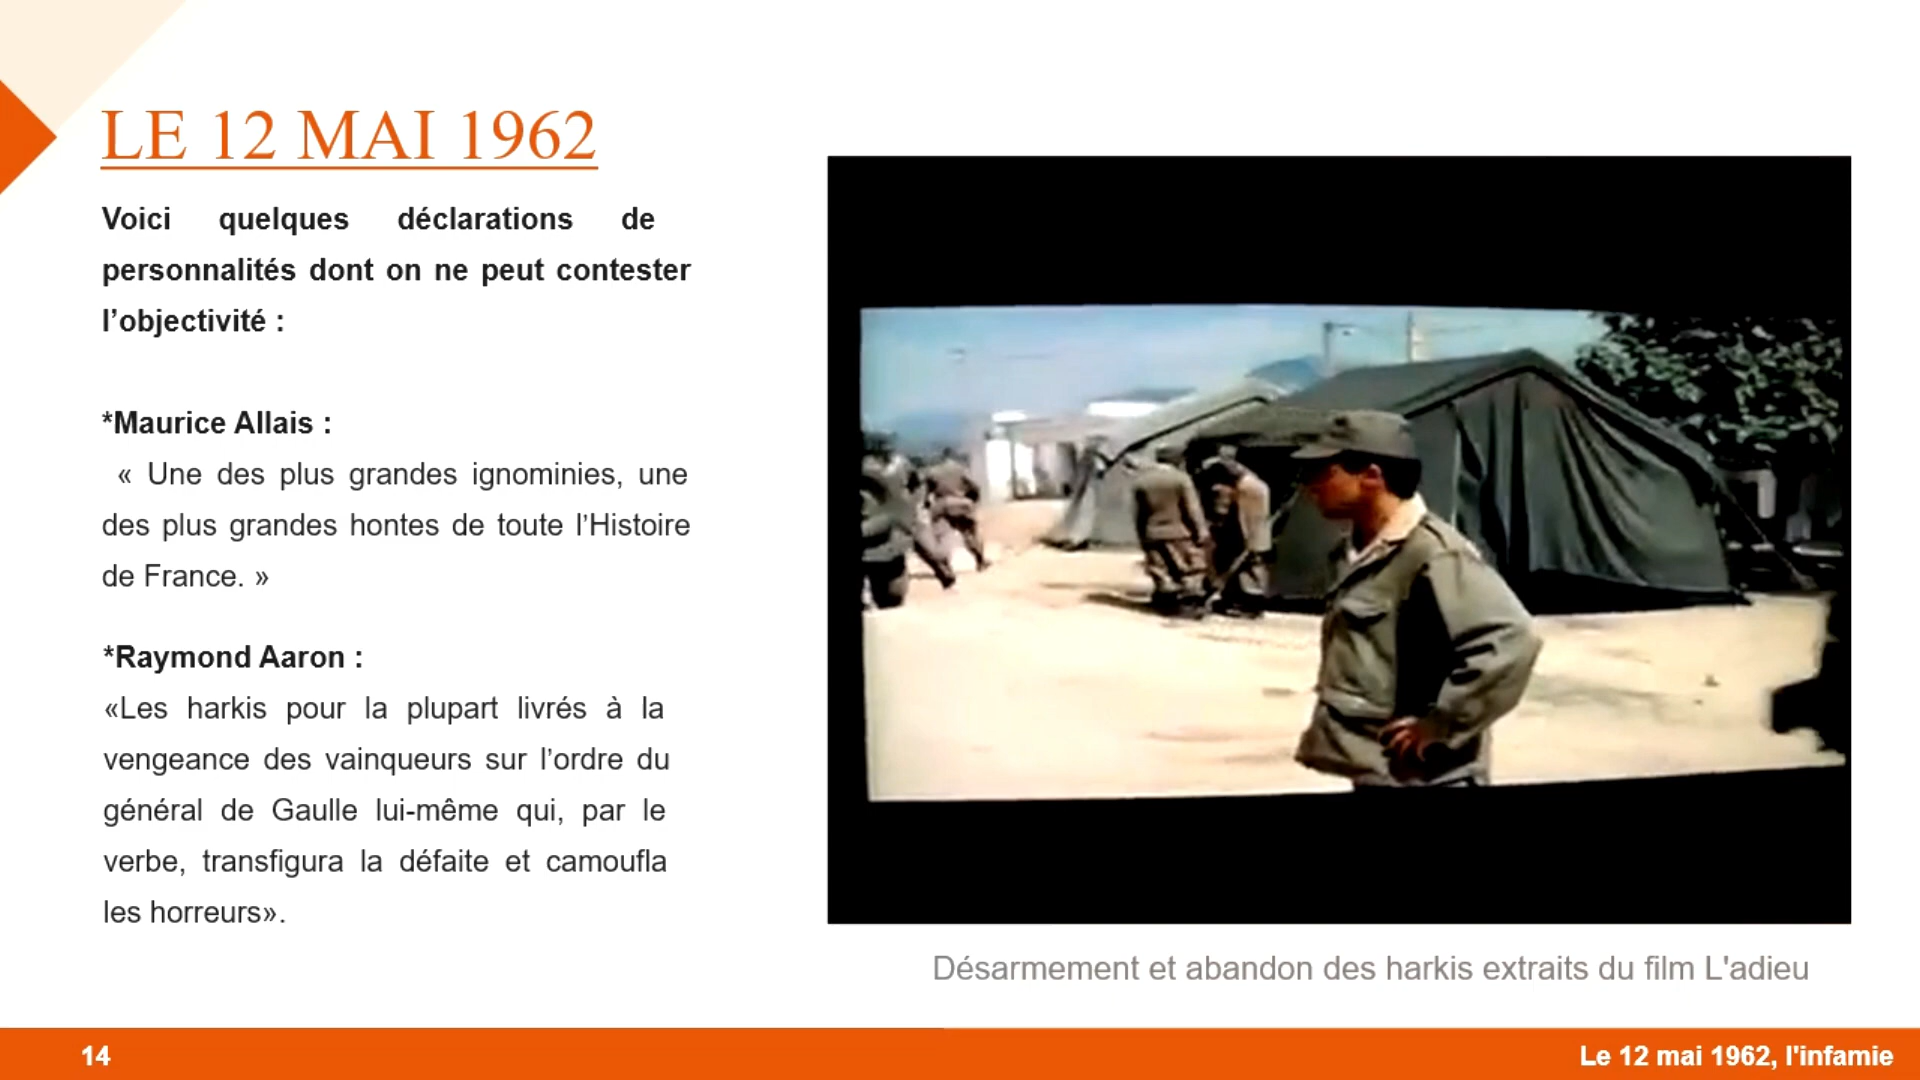 LE 12 MAI 1962
Voici quelques déclarations de
personnalités dont on ne peut contester
l’objectivité :
*Maurice Allais :
« Une des plus grandes ignominies, une
des plus grandes hontes de toute l’Histoire
de France. »
*Raymond Aaron :
«Les harkis pour la plupart livrés à la
vengeance des vainqueurs sur l’ordre du
général de Gaulle lui-même qui, par le
verbe, transfigura la défaite et camoufla
les horreurs».
Désarmement et abandon des harkis extraits du film L'adieu
14
Le 12 mai 1962, l'infamie